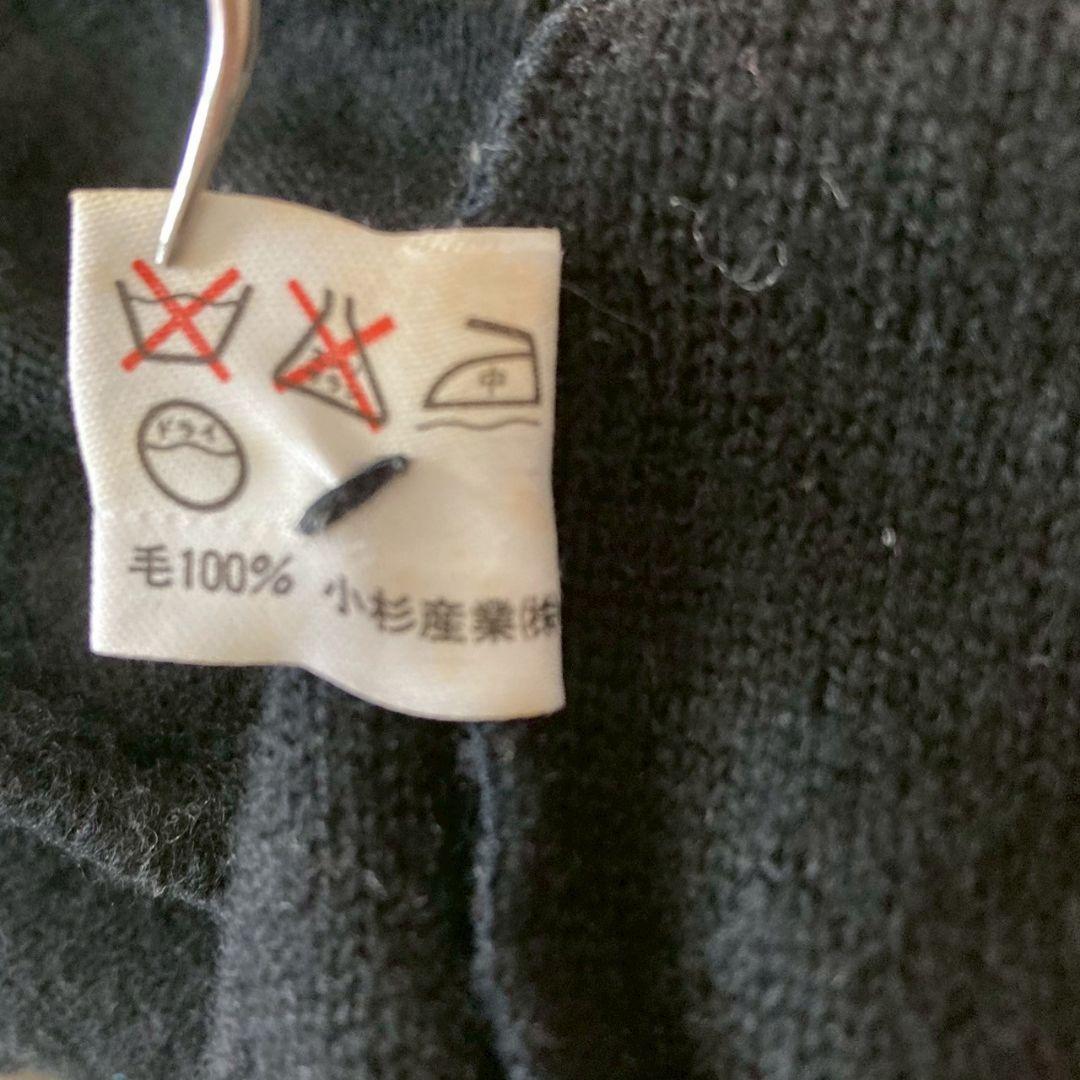 中
ドライ
毛100% 小杉産業㈱